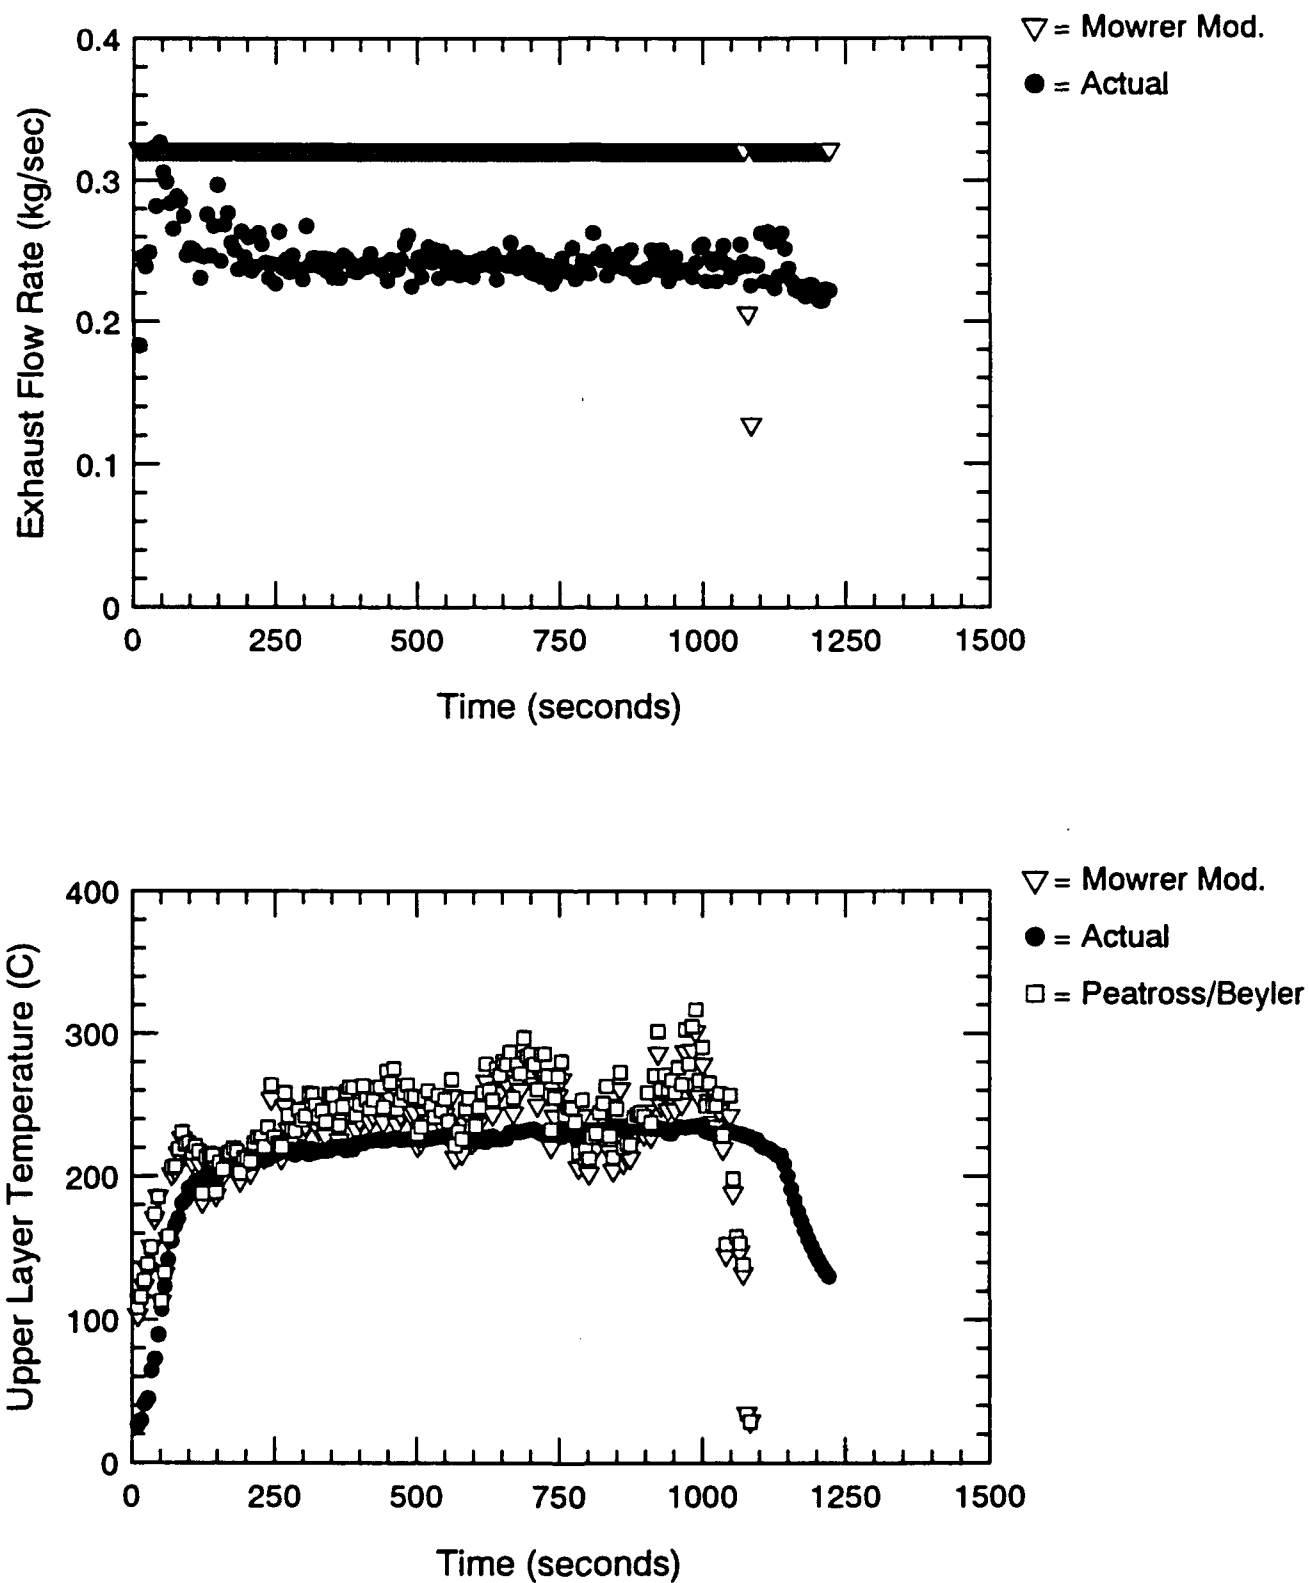 ▽ = Mowrer Mod.
● = Actual
Exhaust Flow Rate (kg/sec)
0.4
0.3
0.2
0.1
0
0 250 500 750 1000 1250 1500
Time (seconds)
▽ = Mowrer Mod.
● = Actual
□ = Peatross/Beyler
Upper Layer Temperature (C)
400
300
200
100
0
0 250 500 750 1000 1250 1500
Time (seconds)